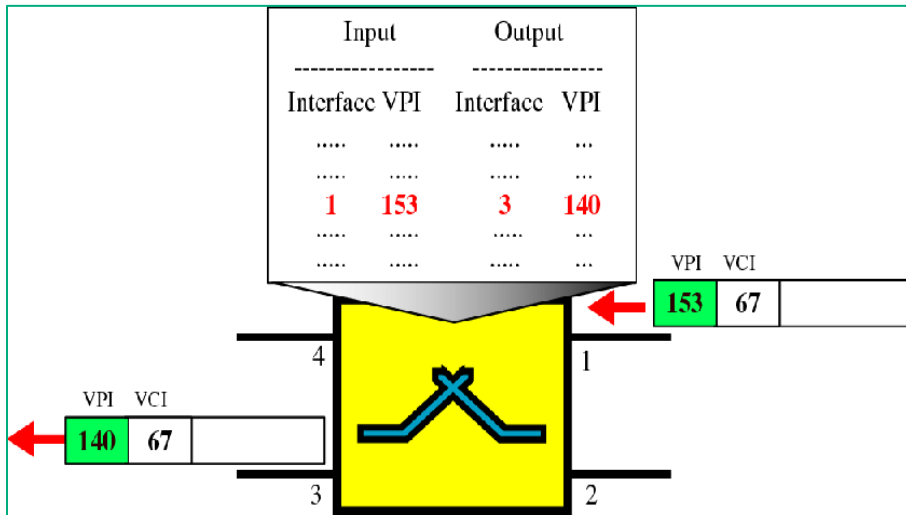 Input Output
----------------- ----------------
Interface VPI Interface VPI
..... ..... ..... ...
..... ..... ..... ...
1 153 3 140
..... ..... ..... ...
..... ..... ..... ...
VPI VCI
153 67
4 1
VPI VCI
140 67
3 2